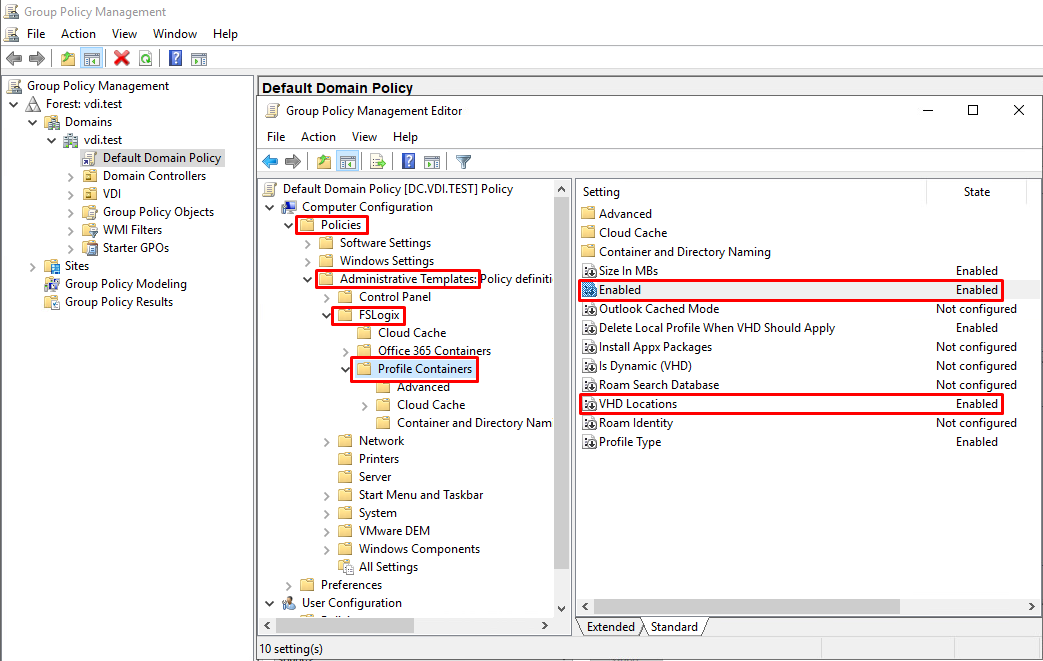 Group Policy Management
File Action View Window Help
Group Policy Management
Forest: vdi.test
Domains
vdi.test
Default Domain Policy
Domain Controllers
VDI
Group Policy Objects
WMI Filters
Starter GPOs
Sites
Group Policy Modeling
Group Policy Results
Default Domain Policy
Group Policy Management Editor
File Action View Help
Default Domain Policy [DC.VDI.TEST] Policy
Computer Configuration
Policies
Software Settings
Windows Settings
Administrative Templates: Policy definiti
Control Panel
FSLogix
Cloud Cache
Office 365 Containers
Profile Containers
Advanced
Cloud Cache
Container and Directory Nam
Network
Printers
Server
Start Menu and Taskbar
System
VMware DEM
Windows Components
All Settings
Preferences
User Configuration
Setting State
Advanced
Cloud Cache
Container and Directory Naming
Size In MBs Enabled
Enabled Enabled
Outlook Cached Mode Not configured
Delete Local Profile When VHD Should Apply Enabled
Install Appx Packages Not configured
Is Dynamic (VHD) Not configured
Roam Search Database Not configured
VHD Locations Enabled
Roam Identity Not configured
Profile Type Enabled
Extended Standard
10 setting(s)